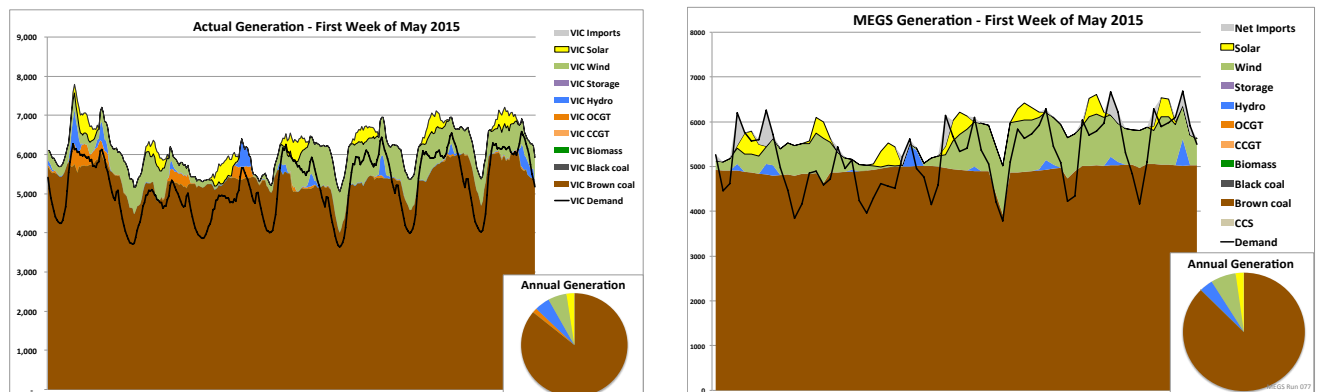 Actual Generation - First Week of May 2015
9,000
8,000
7,000
6,000
5,000
4,000
3,000
2,000
1,000
VIC Imports
VIC Solar
VIC Wind
VIC Storage
VIC Hydro
VIC OCGT
VIC CCGT
VIC Biomass
VIC Black coal
VIC Brown coal
VIC Demand
Annual Generation
MEGS Generation - First Week of May 2015
8000
7000
6000
5000
4000
3000
2000
1000
0
Net Imports
Solar
Wind
Storage
Hydro
OCGT
CCGT
Biomass
Black coal
Brown coal
CCS
Demand
Annual Generation
MEGS Run 077